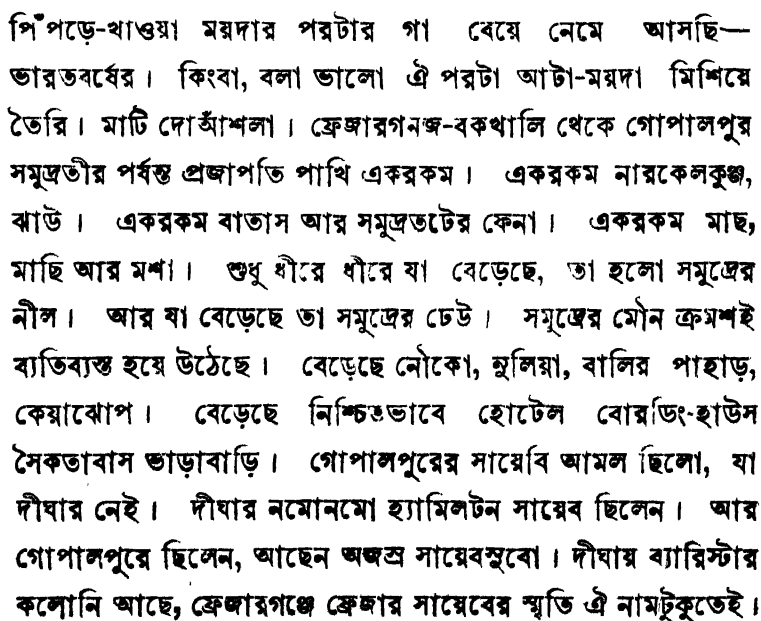 পিঁপড়ে-খাওয়া ময়দার পরটার গা বেয়ে নেমে আসছি—
ভারতবর্ষের। কিংবা, বলা ভালো ঐ পরটা আটা-ময়দা মিশিয়ে
তৈরি। মাটি দোআঁশলা। ফ্রেজারগনজ-বকখালি থেকে গোপালপুর
সমুদ্রতীর পর্যন্ত প্রজাপতি পাখি একরকম। একরকম নারকেলকুঞ্জ,
ঝাউ। একরকম বাতাস আর সমুদ্রতটের ফেনা। একরকম মাছ,
মাছি আর মশা। শুধু ধীরে ধীরে যা বেড়েছে, তা হলো সমুদ্রের
নীল। আর যা বেড়েছে তা সমুদ্রের ঢেউ। সমুদ্রের মৌন ক্রমশই
ব্যতিব্যস্ত হয়ে উঠেছে। বেড়েছে নৌকো, নুলিয়া, বালির পাহাড়,
কেয়াঝোপ। বেড়েছে নিশ্চিতভাবে হোটেল বোরডিং-হাউস
সৈকতাবাস ভাড়াবাড়ি। গোপালপুরের সায়েবি আমল ছিলো, যা
দীঘার নেই। দীঘার নমোনমো হ্যামিলটন সায়েব ছিলেন। আর
গোপালপুরে ছিলেন, আছেন অজস্র সায়েবসুবো। দীঘায় ব্যারিস্টার
কলোনি আছে, ফ্রেজারগঞ্জে ফ্রেজার সায়েবের স্মৃতি ঐ নামটুকুতেই।